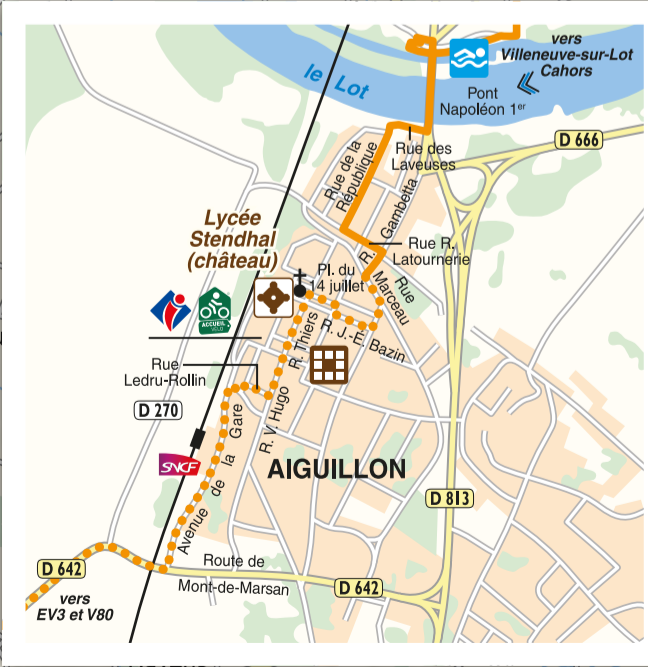 le Lot
vers
Villeneuve-sur-Lot
Cahors
Pont
Napoléon 1er
D 666
Rue des
Laveuses
Rue de la
République
R. Gambetta
Rue R.
Latournerie
Lycée
Stendhal
(château)
Pl. du
14 juillet
Rue
Marceau
ACCUEIL
VÉLO
R. Thiers
R. J.-E. Bazin
Rue
Ledru-Rollin
D 270
R. V. Hugo
Avenue de la Gare
SNCF
AIGUILLON
D 813
D 642
Route de
Mont-de-Marsan
D 642
vers
EV3 et V80